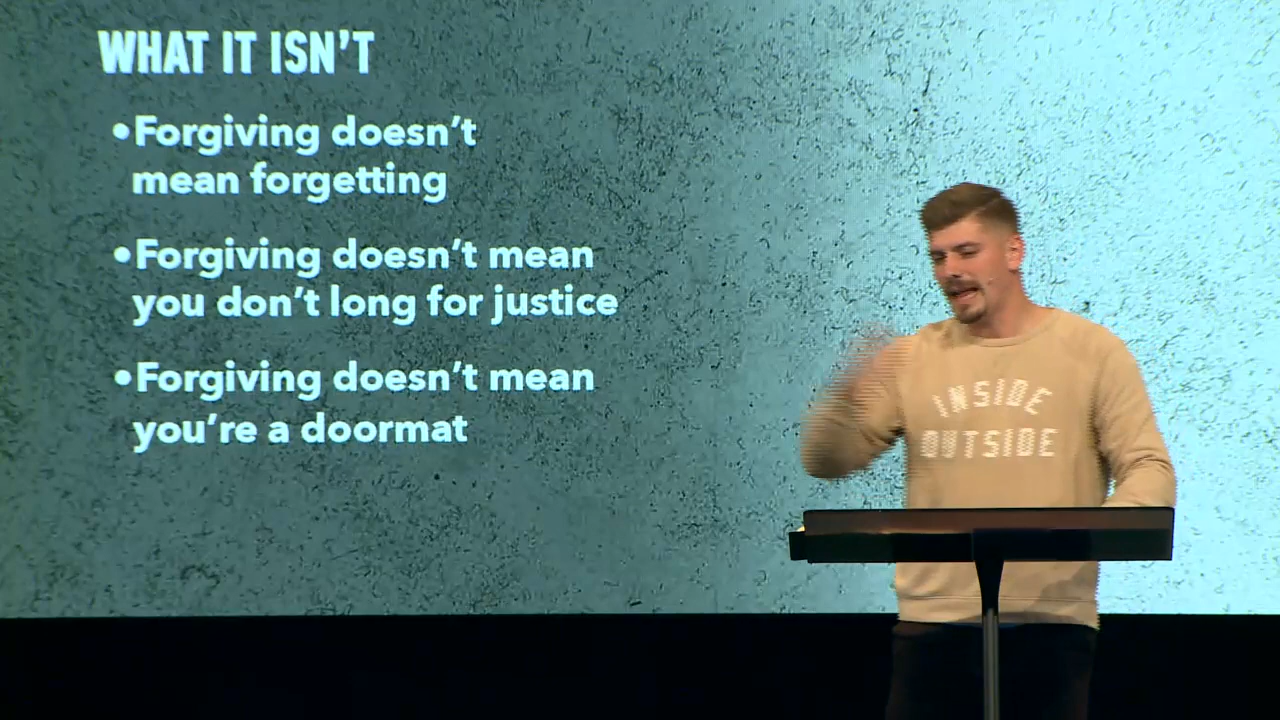 WHAT IT ISN'T
•Forgiving doesn't
mean forgetting
•Forgiving doesn't mean
you don't long for justice
•Forgiving doesn't mean
you're a doormat
INSIDE
OUTSIDE